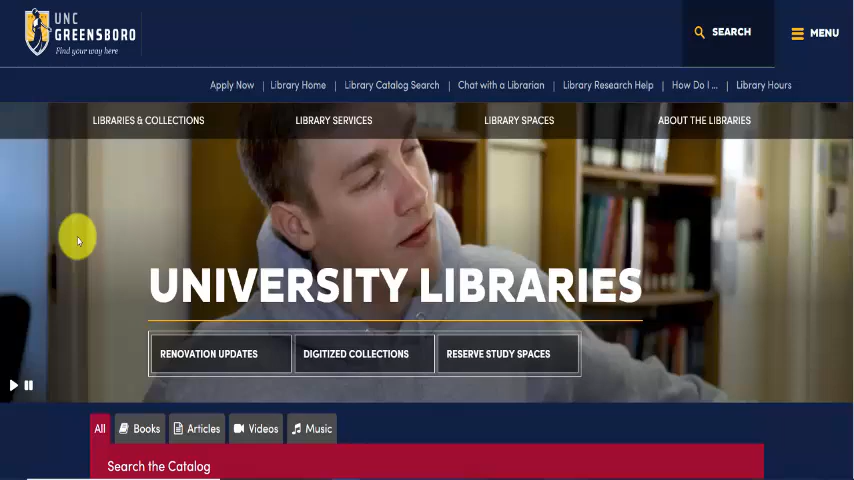 UNC
GREENSBORO
Find your way here
SEARCH
MENU
Apply Now | Library Home | Library Catalog Search | Chat with a Librarian | Library Research Help | How Do I ... | Library Hours
LIBRARIES & COLLECTIONS LIBRARY SERVICES LIBRARY SPACES ABOUT THE LIBRARIES
UNIVERSITY LIBRARIES
RENOVATION UPDATES DIGITIZED COLLECTIONS RESERVE STUDY SPACES
All Books Articles Videos Music
Search the Catalog